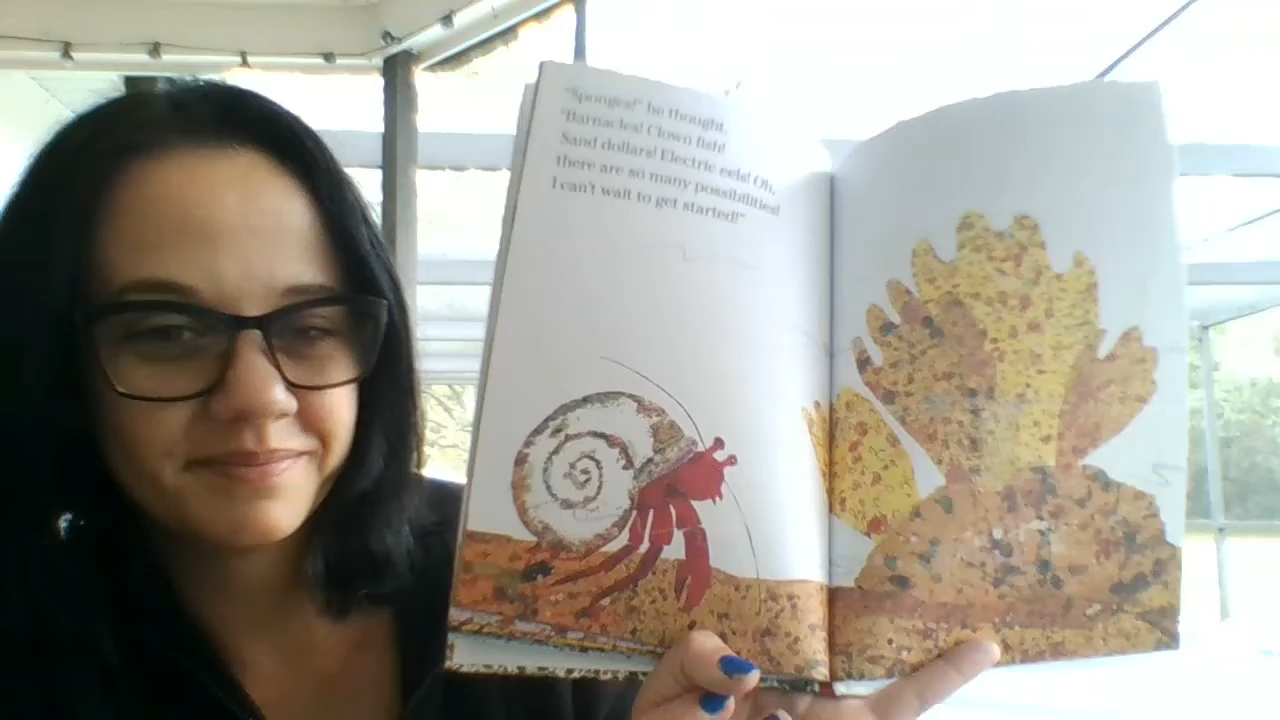 "Sponges!" he thought.
"Barnacles! Clown fish!
Sand dollars! Electric eels! Oh,
there are so many possibilities!
I can't wait to get started!"